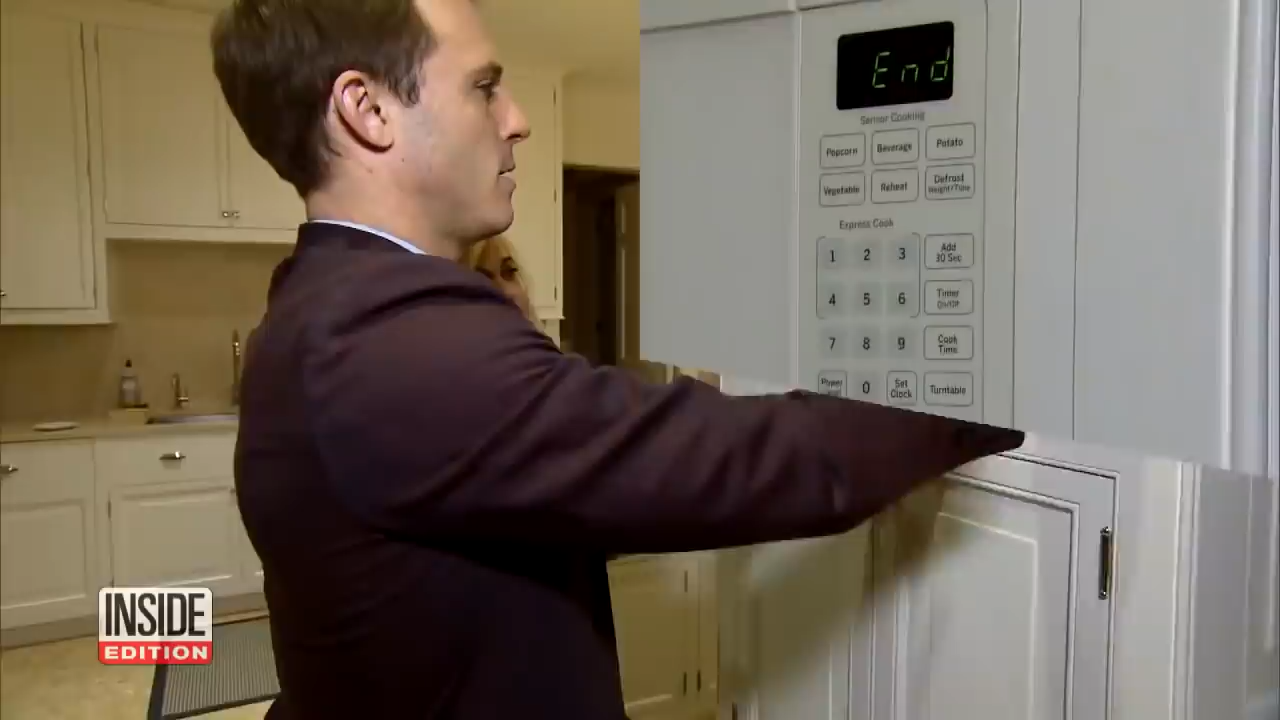 End
Sensor Cooking
Popcorn Beverage Potato
Vegetable Reheat Defrost Weight/Time
Express Cook
1 2 3 Add 30 Sec
4 5 6 Timer On/Off
7 8 9 Cook Time
Power 0 Set Clock Turntable
INSIDE
EDITION